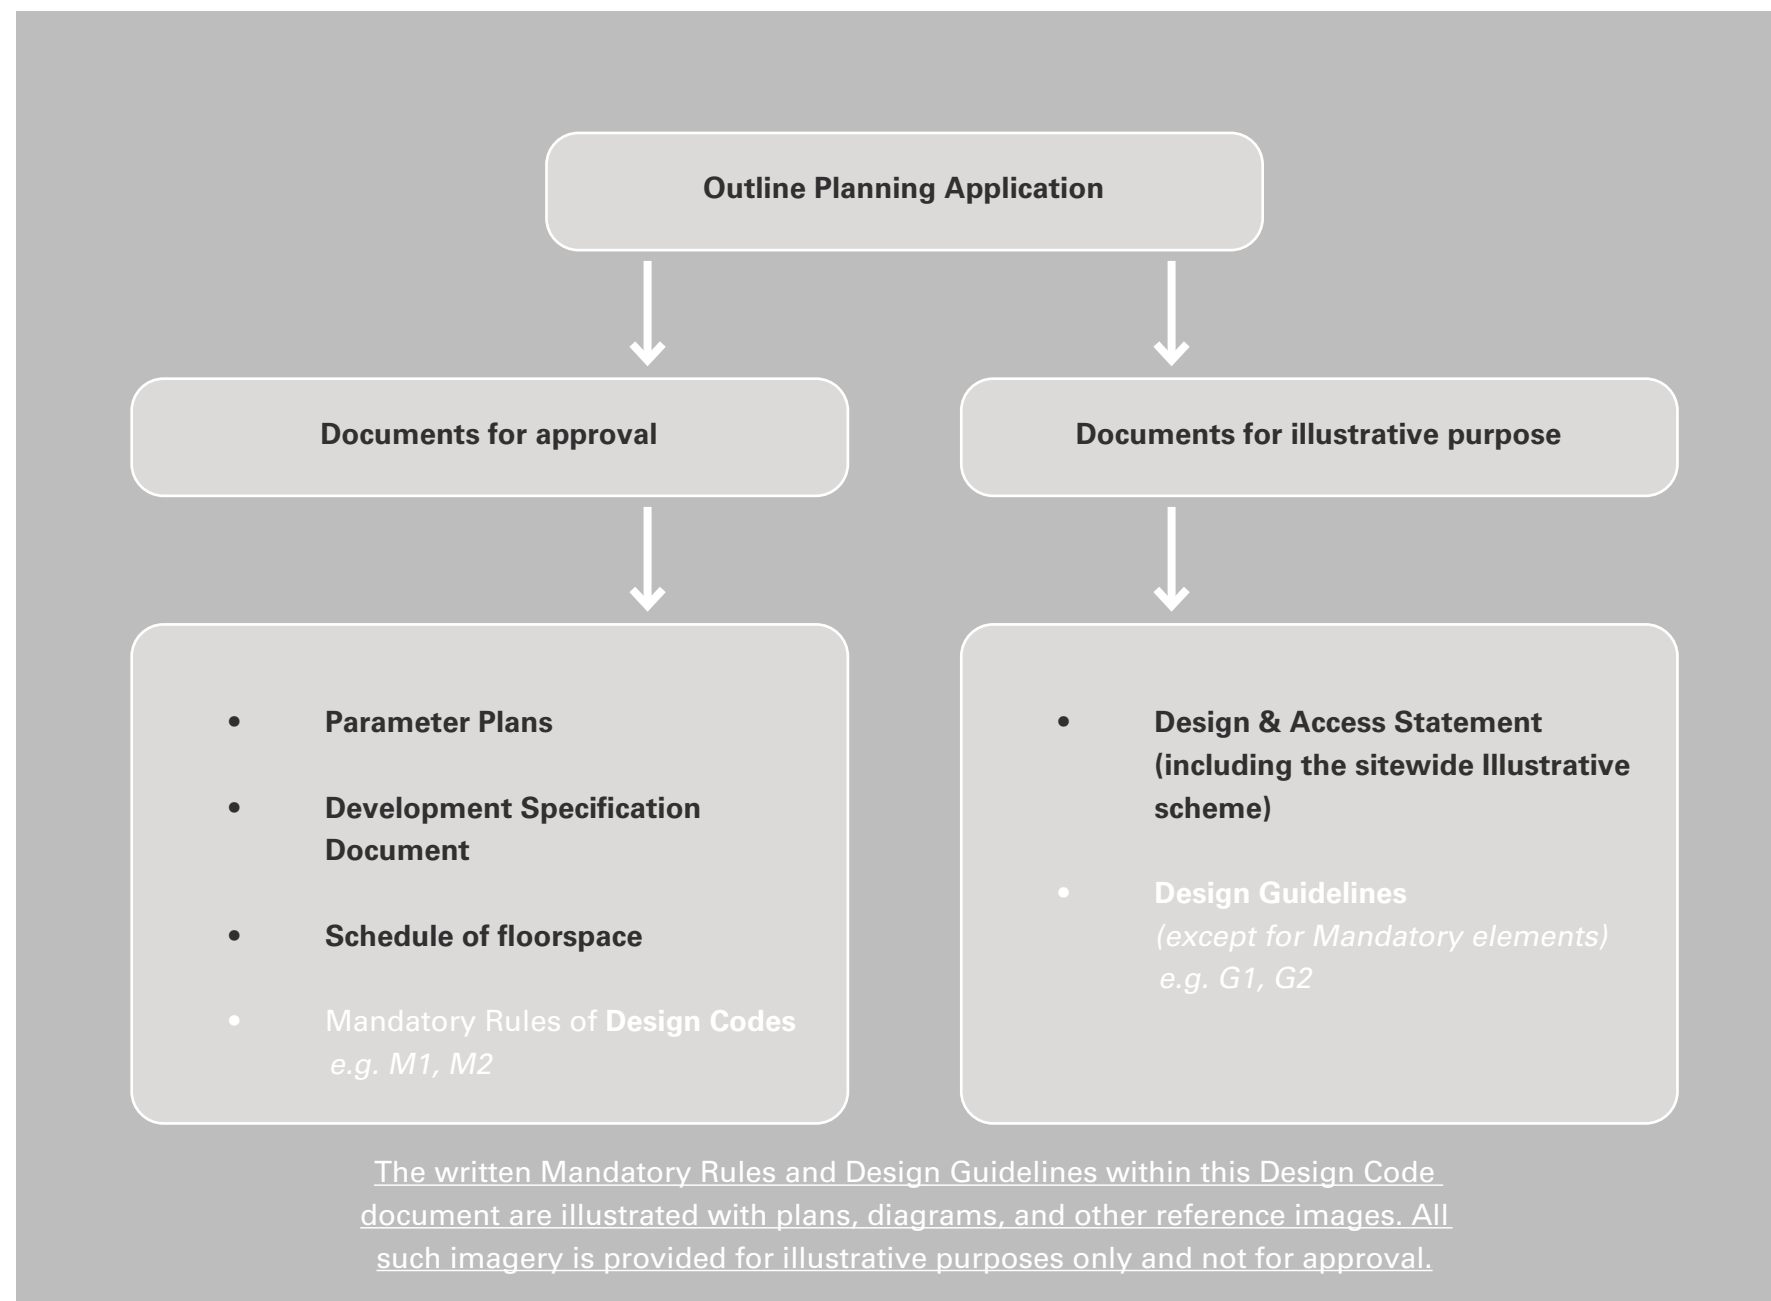 Outline Planning Application
Documents for approval
Documents for illustrative purpose
• Parameter Plans
• Development Specification
Document
• Schedule of floorspace
• Mandatory Rules of Design Codes
e.g. M1, M2
• Design & Access Statement
(including the sitewide Illustrative
scheme)
• Design Guidelines
(except for Mandatory elements)
e.g. G1, G2
The written Mandatory Rules and Design Guidelines within this Design Code
document are illustrated with plans, diagrams, and other reference images. All
such imagery is provided for illustrative purposes only and not for approval.